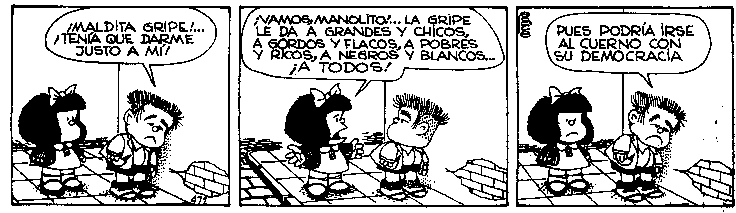 ¡MALDITA GRIPE!...
¡TENÍA QUE DARME
JUSTO A MÍ!
¡VAMOS, MANOLITO!... LA GRIPE
LE DA A GRANDES Y CHICOS,
A GORDOS Y FLACOS, A POBRES
Y RICOS, A NEGROS Y BLANCOS...
¡A TODOS!
PUES PODRÍA IRSE
AL CUERNO CON
SU DEMOCRACIA